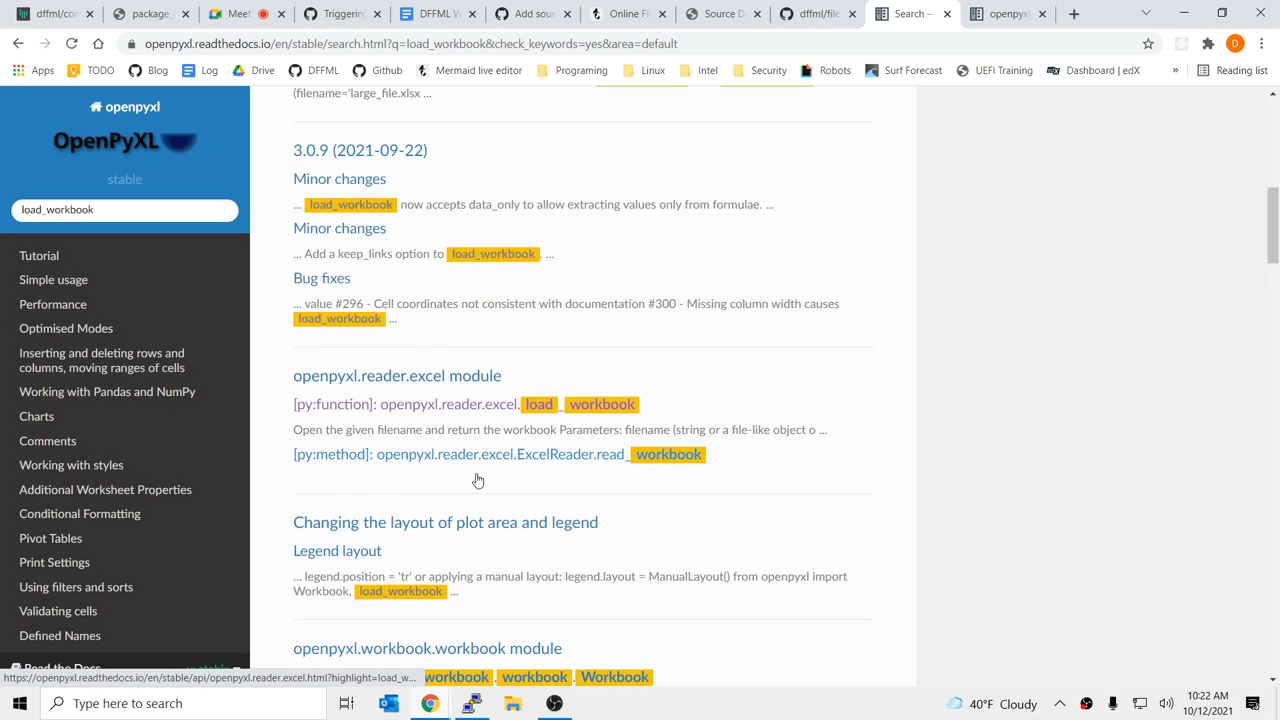 dffml/con
package_
Meet
Triggering
DFFML W
Add sour
Online Fi
Source D
dffml/file
Search —
openpyxl
openpyxl.readthedocs.io/en/stable/search.html?q=load_workbook&check_keywords=yes&area=default
Apps
TODO
Blog
Log
Drive
DFFML
Github
Mermaid live editor
Programing
Linux
Intel
Security
Robots
Surf Forecast
UEFI Training
Dashboard | edX
»
Reading list
openpyxl
OpenPyXL
stable
load_workbook
Tutorial
Simple usage
Performance
Optimised Modes
Inserting and deleting rows and
columns, moving ranges of cells
Working with Pandas and NumPy
Charts
Comments
Working with styles
Additional Worksheet Properties
Conditional Formatting
Pivot Tables
Print Settings
Using filters and sorts
Validating cells
Defined Names
Read the Docs
v: stable
(filename='large_file.xlsx ...
3.0.9 (2021-09-22)
Minor changes
... load_workbook now accepts data_only to allow extracting values only from formulae. ...
Minor changes
... Add a keep_links option to load_workbook. ...
Bug fixes
... value #296 - Cell coordinates not consistent with documentation #300 - Missing column width causes
load_workbook ...
openpyxl.reader.excel module
[py:function]: openpyxl.reader.excel.load_workbook
Open the given filename and return the workbook Parameters: filename (string or a file-like object o ...
[py:method]: openpyxl.reader.excel.ExcelReader.read_workbook
Changing the layout of plot area and legend
Legend layout
... legend.position = 'tr' or applying a manual layout: legend.layout = ManualLayout() from openpyxl import
Workbook, load_workbook ...
openpyxl.workbook.workbook module
workbook.workbook.Workbook
https://openpyxl.readthedocs.io/en/stable/api/openpyxl.reader.excel.html?highlight=load_w...
Type here to search
40°F Cloudy
10:22 AM
10/12/2021
D